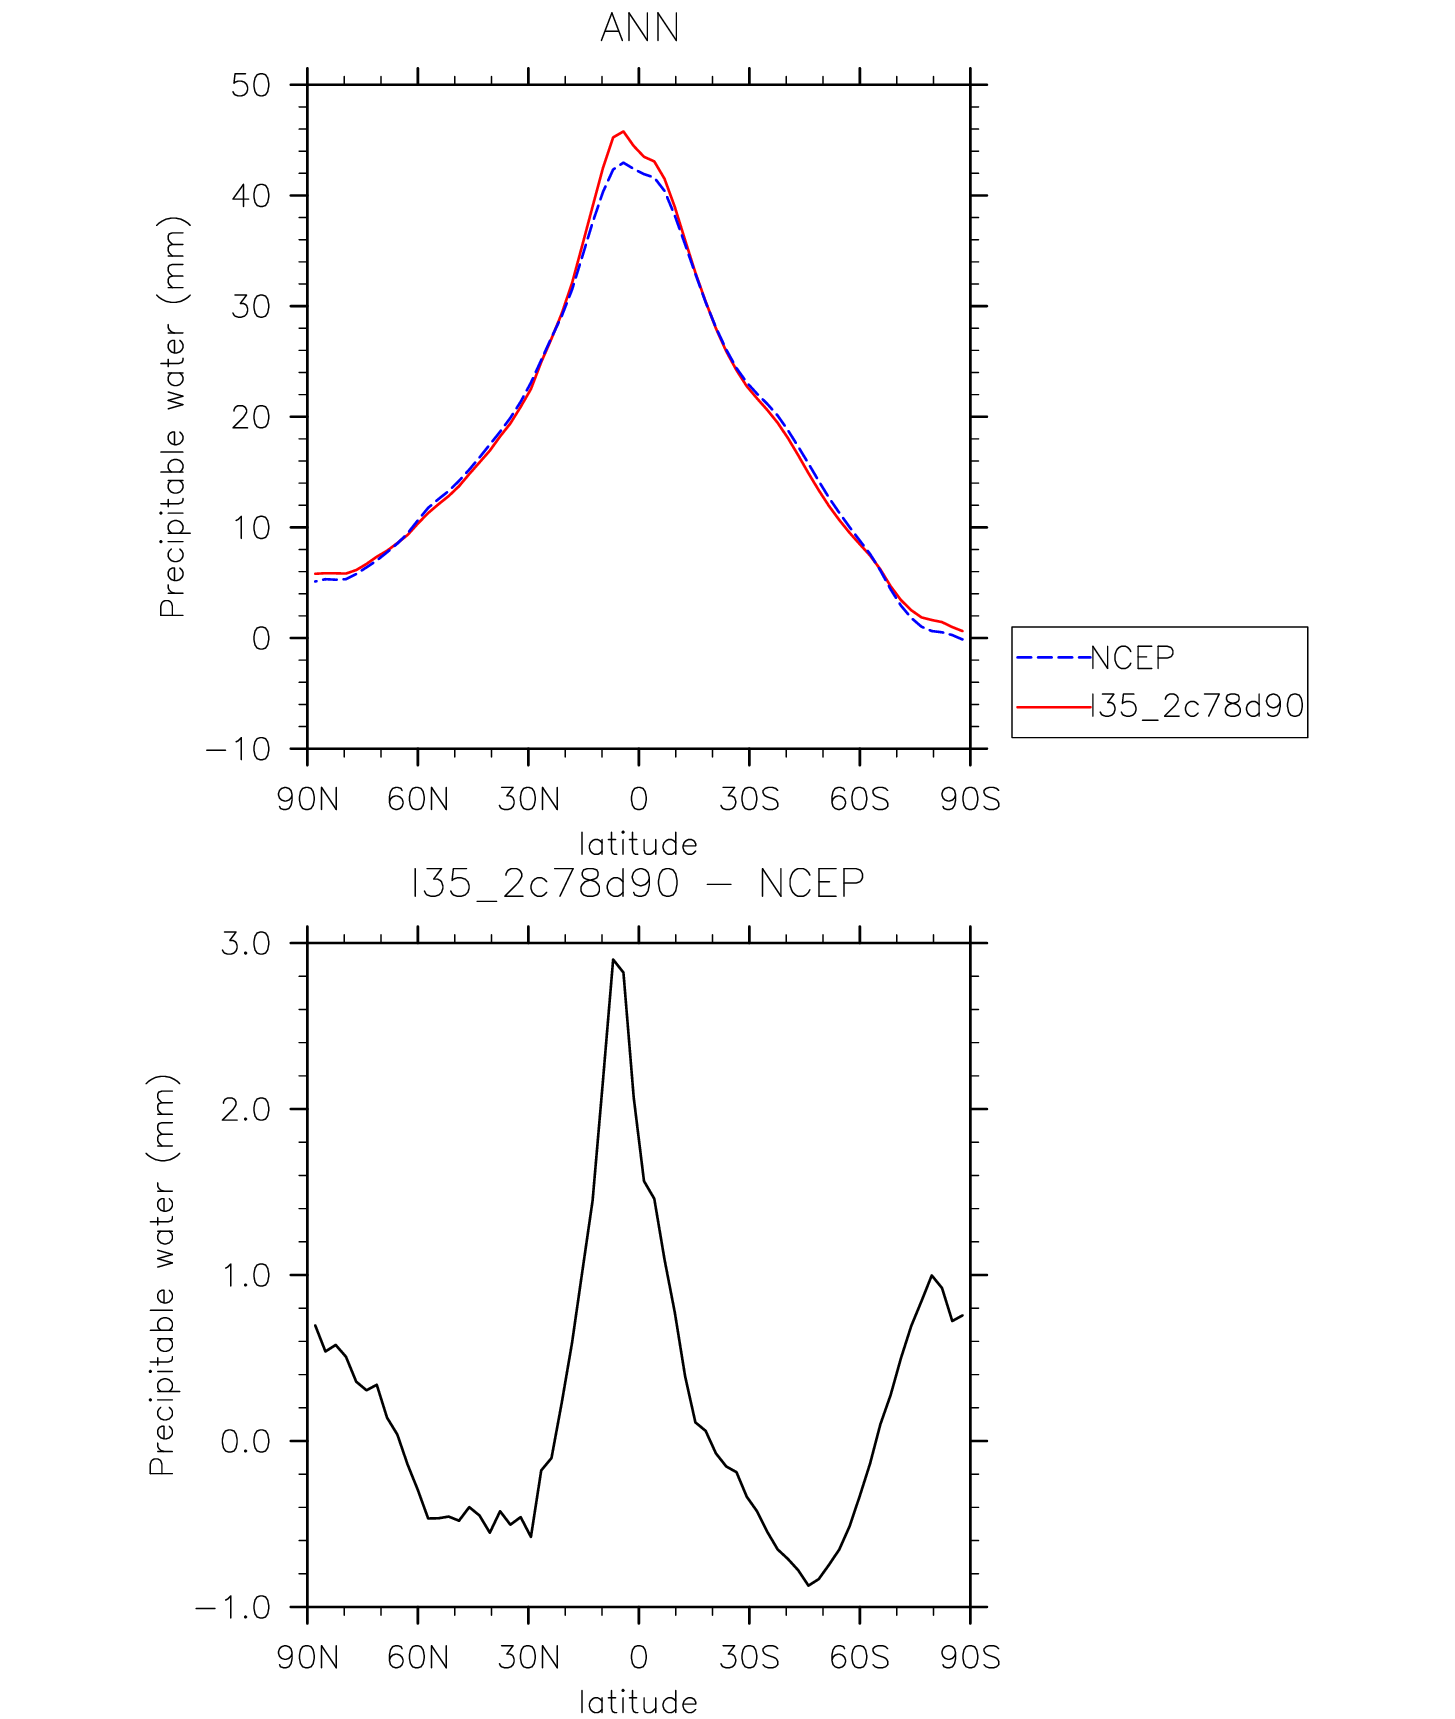 ANN
50
40
30
20
10
0
−10
Precipitable water (mm)
90N 60N 30N 0 30S 60S 90S
latitude
NCEP
I35_2c78d90
I35_2c78d90 − NCEP
3.0
2.0
1.0
0.0
−1.0
Precipitable water (mm)
90N 60N 30N 0 30S 60S 90S
latitude